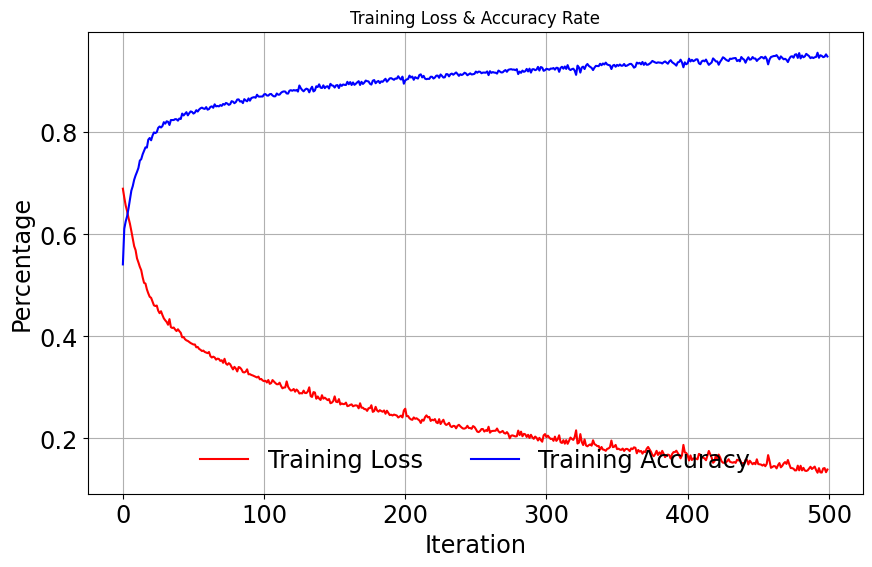 Training Loss & Accuracy Rate
Percentage
0.8
0.6
0.4
0.2
Training Loss
Training Accuracy
0 100 200 300 400 500
Iteration